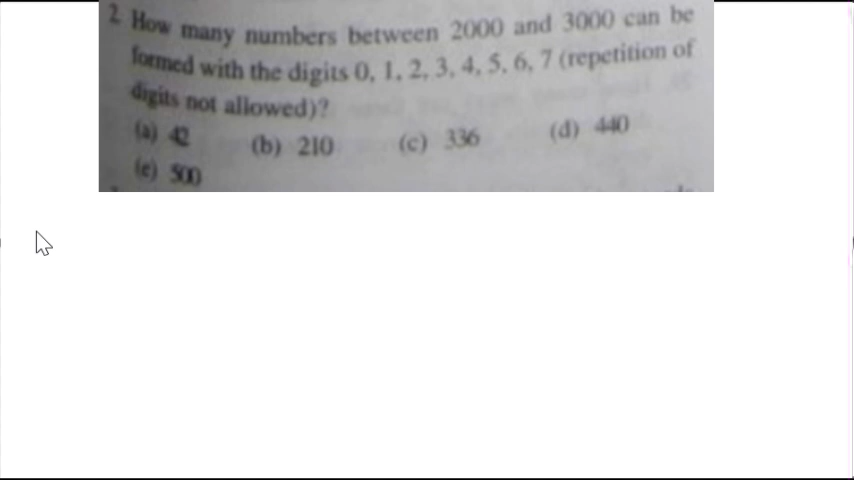 2. How many numbers between 2000 and 3000 can be
formed with the digits 0, 1, 2, 3, 4, 5, 6, 7 (repetition of
digits not allowed)?
(a) 42 (b) 210 (c) 336 (d) 440
(e) 500